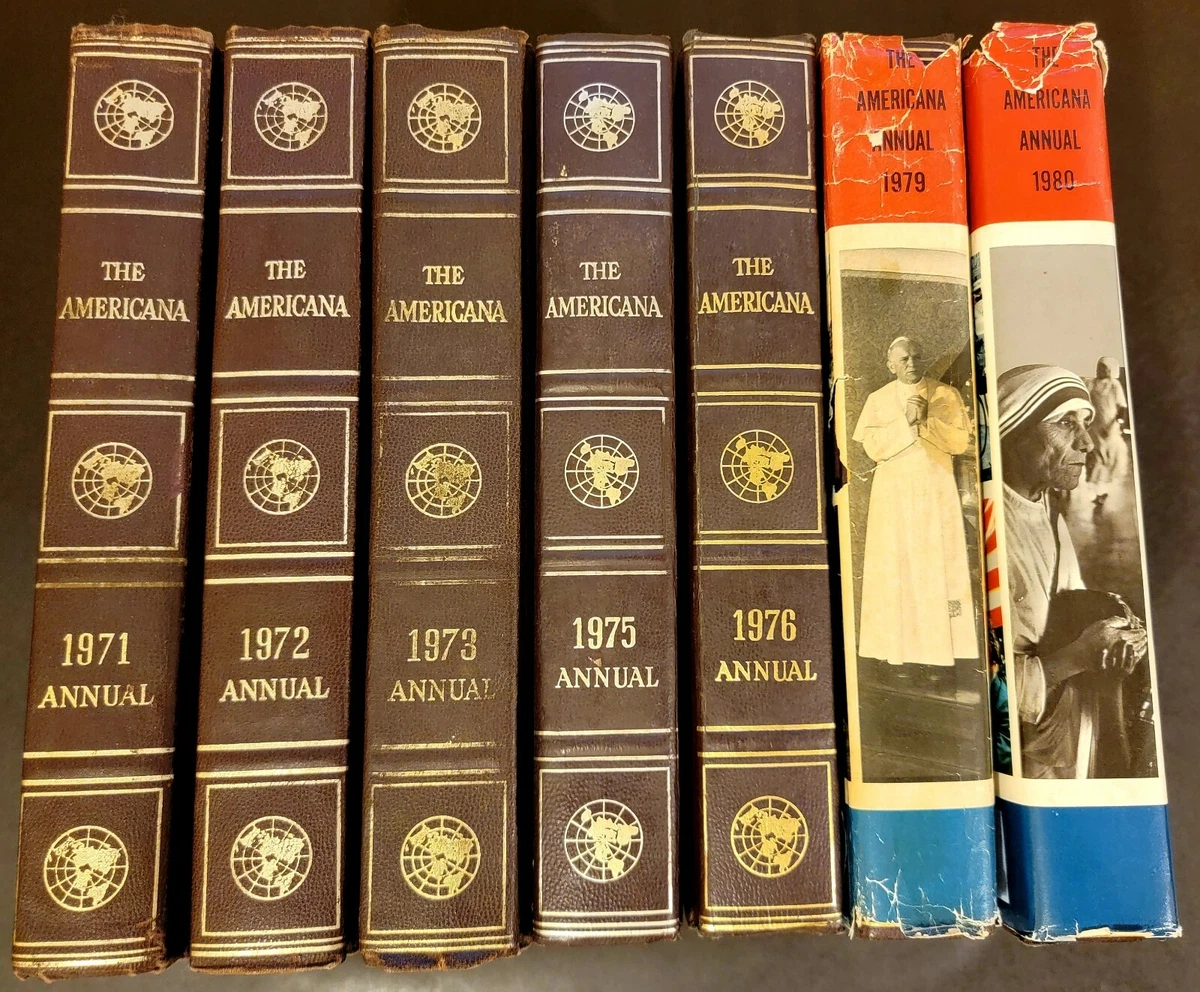 THE
AMERICANA
1971
ANNUAL
THE
AMERICANA
1972
ANNUAL
THE
AMERICANA
1973
ANNUAL
THE
AMERICANA
1975
ANNUAL
THE
AMERICANA
1976
ANNUAL
THE
AMERICANA
ANNUAL
1979
THE
AMERICANA
ANNUAL
1980